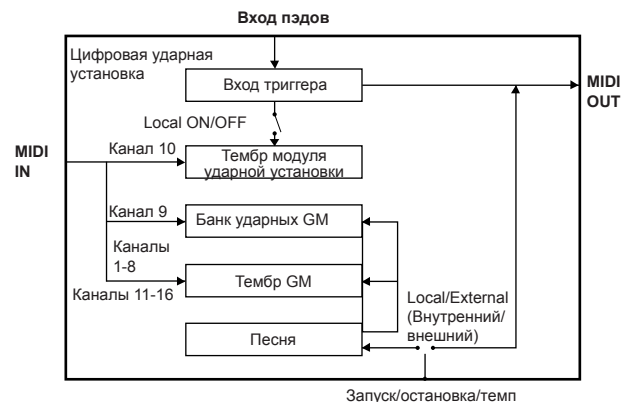 Вход пэдов
Цифровая ударная
установка
Вход триггера
MIDI
OUT
Local ON/OFF
MIDI
IN
Канал 10
Тембр модуля
ударной установки
Канал 9
Банк ударных GM
Каналы
1-8
Тембр GM
Каналы 11-16
Local/External
(Внутренний/
внешний)
Песня
Запуск/остановка/темп